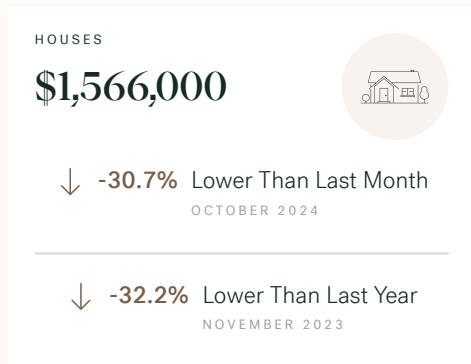 HOUSES
$1,566,000
-30.7% Lower Than Last Month
OCTOBER 2024
-32.2% Lower Than Last Year
NOVEMBER 2023